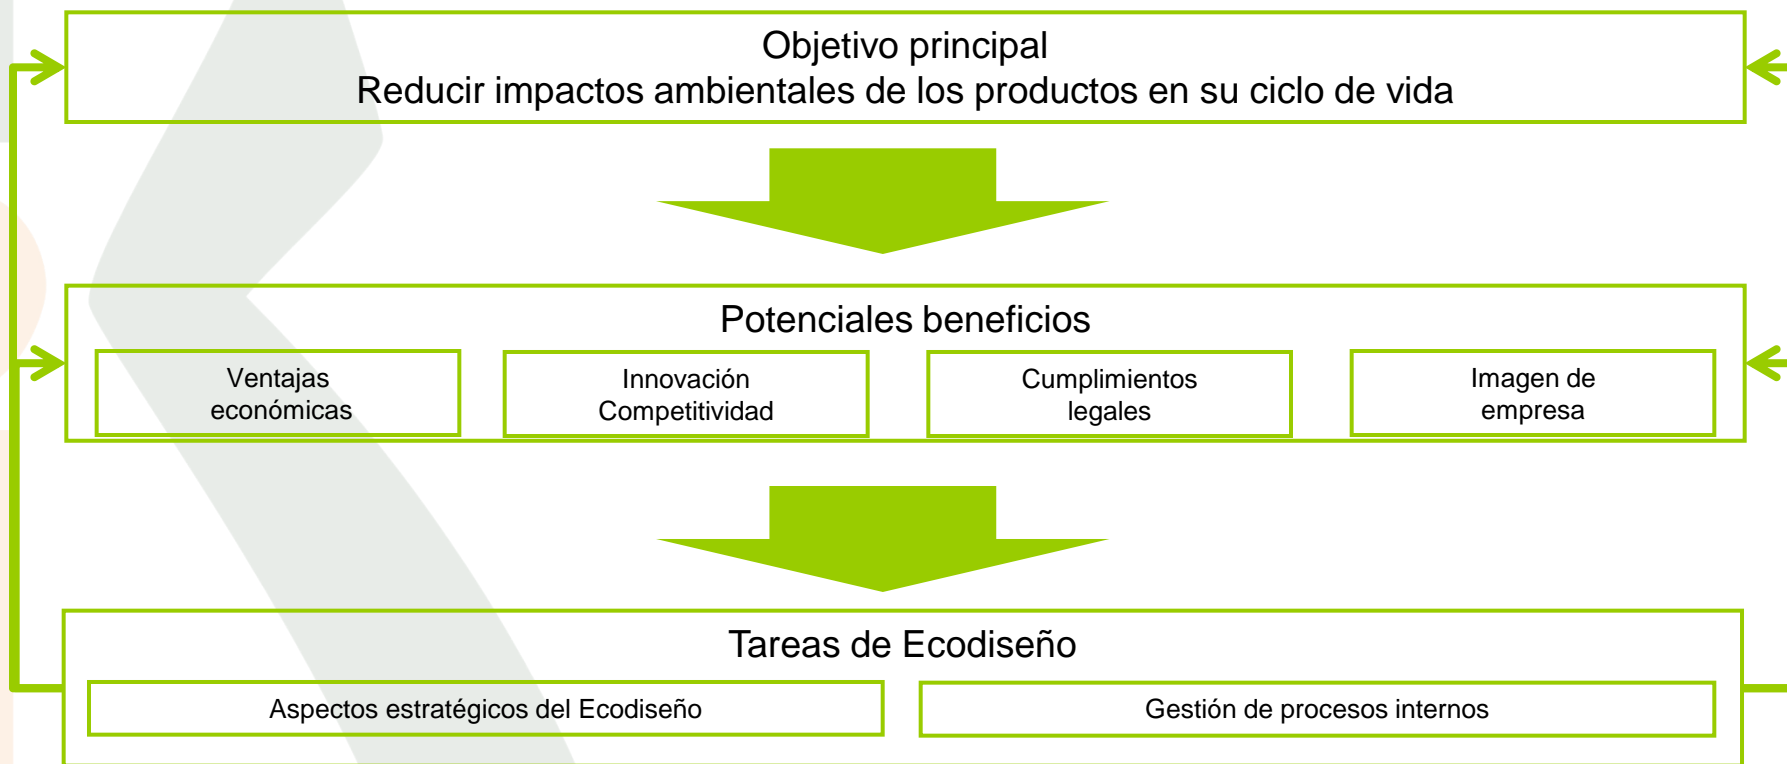 Objetivo principal
Reducir impactos ambientales de los productos en su ciclo de vida
Potenciales beneficios
Ventajas
económicas
Innovación
Competitividad
Cumplimientos
legales
Imagen de
empresa
Tareas de Ecodiseño
Aspectos estratégicos del Ecodiseño
Gestión de procesos internos